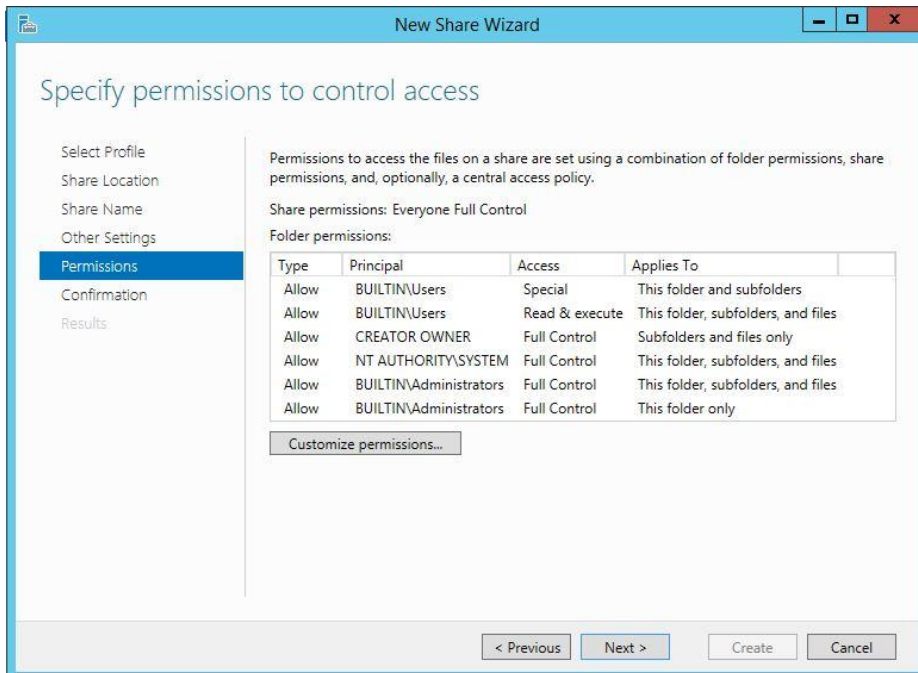 New Share Wizard
Specify permissions to control access
Select Profile
Share Location
Share Name
Other Settings
Permissions
Confirmation
Results
Permissions to access the files on a share are set using a combination of folder permissions, share
permissions, and, optionally, a central access policy.
Share permissions: Everyone Full Control
Folder permissions:
Type Principal Access Applies To
Allow BUILTIN\Users Special This folder and subfolders
Allow BUILTIN\Users Read & execute This folder, subfolders, and files
Allow CREATOR OWNER Full Control Subfolders and files only
Allow NT AUTHORITY\SYSTEM Full Control This folder, subfolders, and files
Allow BUILTIN\Administrators Full Control This folder, subfolders, and files
Allow BUILTIN\Administrators Full Control This folder only
Customize permissions...
< Previous Next > Create Cancel